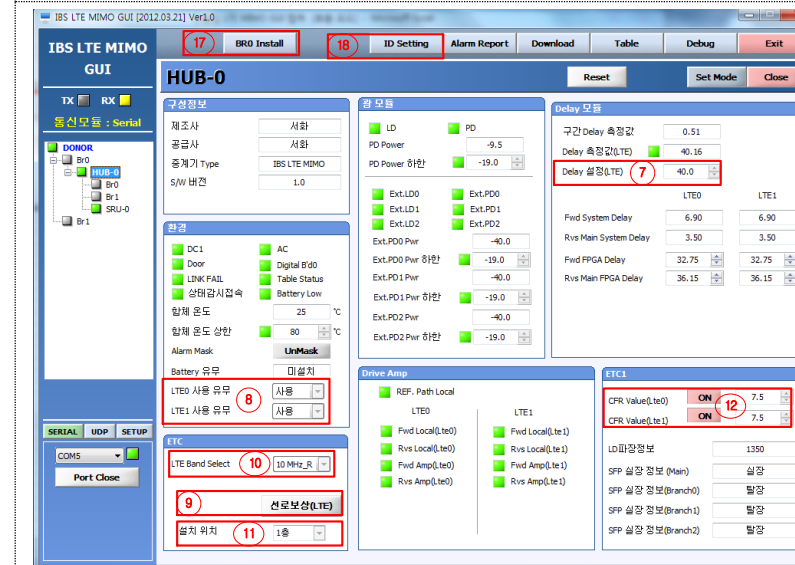 IBS LTE MIMO GUI [2012.03.21] Ver1.0
IBS LTE MIMO
GUI
17 BR0 Install
18 ID Setting
Alarm Report
Download
Table
Debug
Exit
HUB-0
Reset
Set Mode
Close
TX RX
통신모듈 : Serial
DONOR
Br0
HUB-0
Br0
Br1
SRU-0
Br1
SERIAL UDP SETUP
COM5
Port Close
구성정보
제조사 서화
공급사 서화
중계기 Type IBS LTE MIMO
S/W 버전 1.0
환경
DC1 AC
Door Digital B'd0
LINK FAIL Table Status
상태감시접속 Battery Low
함체 온도 25 ℃
함체 온도 상한 80 ℃
Alarm Mask UnMask
Battery 유무 미설치
LTE0 사용 유무 사용
8
LTE1 사용 유무 사용
ETC
LTE Band Select 10 10 MHz_R
9 선로보상(LTE)
설치 위치 11 1층
광 모듈
LD PD
PD Power -9.5
PD Power 하한 -19.0
Ext.LD0 Ext.PD0
Ext.LD1 Ext.PD1
Ext.LD2 Ext.PD2
Ext.PD0 Pwr -40.0
Ext.PD0 Pwr 하한 -19.0
Ext.PD1 Pwr -40.0
Ext.PD1 Pwr 하한 -19.0
Ext.PD2 Pwr -40.0
Ext.PD2 Pwr 하한 -19.0
Delay 모듈
구간 Delay 측정값 0.51
Delay 측정값(LTE) 40.16
Delay 설정(LTE) 7 40.0
LTE0 LTE1
Fwd System Delay 6.90 6.90
Rvs Main System Delay 3.50 3.50
Fwd FPGA Delay 32.75 32.75
Rvs Main FPGA Delay 36.15 36.15
Drive Amp
REF. Path Local
LTE0 LTE1
Fwd Local(Lte0) Fwd Local(Lte1)
Rvs Local(Lte0) Rvs Local(Lte1)
Fwd Amp(Lte0) Fwd Amp(Lte1)
Rvs Amp(Lte0) Rvs Amp(Lte1)
ETC1
CFR Value(Lte0) ON 7.5
12
CFR Value(Lte1) ON 7.5
LD파장정보 1350
SFP 실장 정보 (Main) 실장
SFP 실장 정보(Branch0) 탈장
SFP 실장 정보(Branch1) 탈장
SFP 실장 정보(Branch2) 탈장